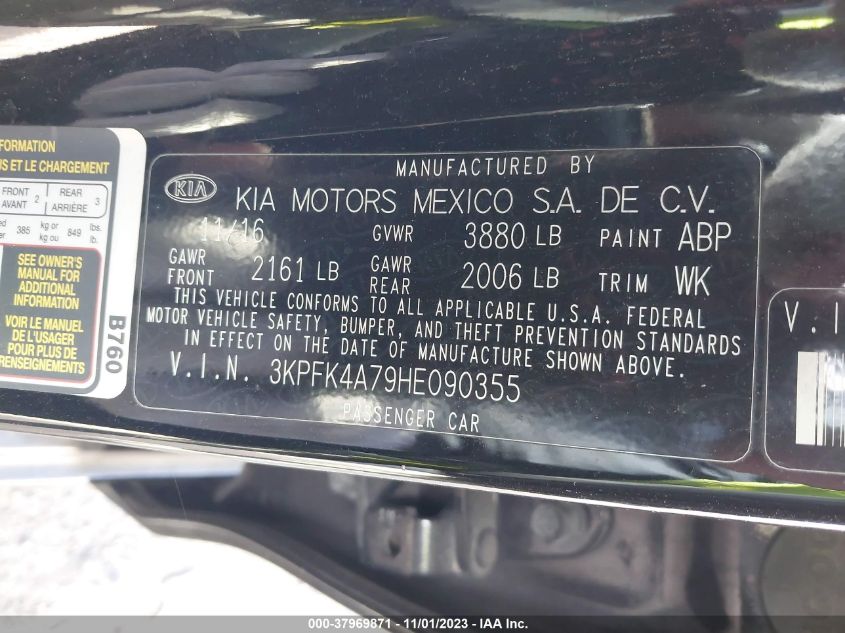 FORMATION
US ET LE CHARGEMENT
FRONT AVANT 2 REAR ARRIÈRE 3
385 kg or kg ou 849 lbs. lb.
SEE OWNER'S
MANUAL FOR
ADDITIONAL
INFORMATION
VOIR LE MANUEL
DE L'USAGER
POUR PLUS DE
RENSEIGNEMENTS
B760
MANUFACTURED BY
KIA
KIA MOTORS MEXICO S.A. DE C.V.
11/16 GVWR 3880 LB PAINT ABP
GAWR FRONT 2161 LB GAWR REAR 2006 LB TRIM WK
THIS VEHICLE CONFORMS TO ALL APPLICABLE U.S.A. FEDERAL
MOTOR VEHICLE SAFETY, BUMPER, AND THEFT PREVENTION STANDARDS
IN EFFECT ON THE DATE OF MANUFACTURE SHOWN ABOVE.
V.I.N. 3KPFK4A79HE090355
PASSENGER CAR
V.I
000-37969871 - 11/01/2023 - IAA Inc.